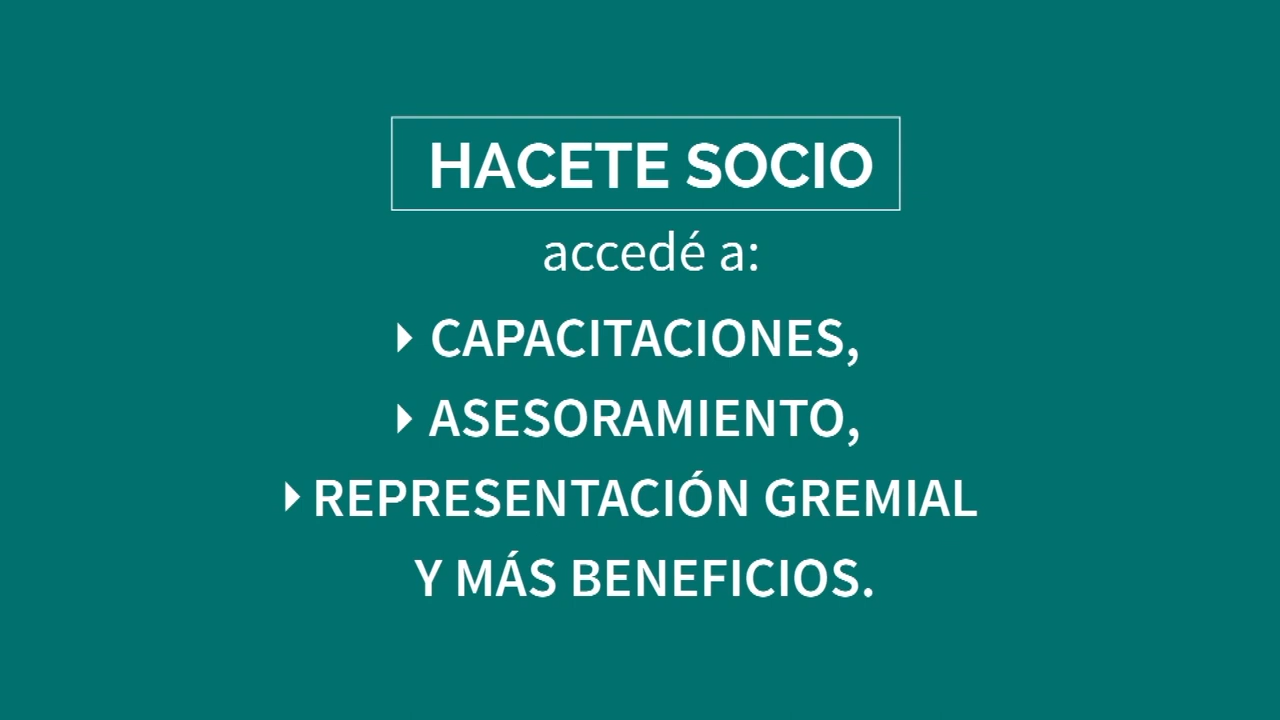 HACETE SOCIO
accedé a:
CAPACITACIONES,
ASESORAMIENTO,
REPRESENTACIÓN GREMIAL
Y MÁS BENEFICIOS.